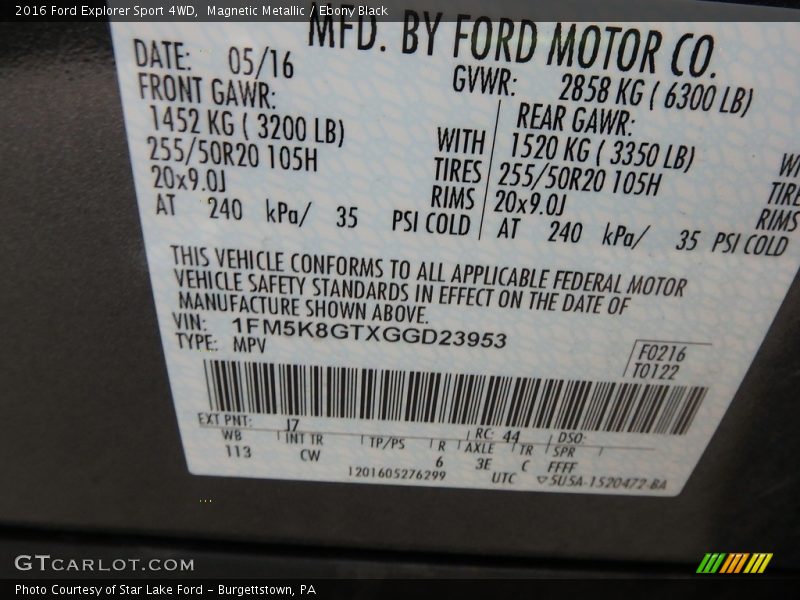 2016 Ford Explorer Sport 4WD, Magnetic Metallic / Ebony Black
MFD. BY FORD MOTOR CO.
DATE: 05/16 GVWR: 2858 KG ( 6300 LB)
FRONT GAWR: REAR GAWR:
1452 KG ( 3200 LB) WITH 1520 KG ( 3350 LB)
255/50R20 105H TIRES 255/50R20 105H TIRE
20x9.0J RIMS 20x9.0J RIMS
AT 240 kPa/ 35 PSI COLD AT 240 kPa/ 35 PSI COLD
THIS VEHICLE CONFORMS TO ALL APPLICABLE FEDERAL MOTOR
VEHICLE SAFETY STANDARDS IN EFFECT ON THE DATE OF
MANUFACTURE SHOWN ABOVE.
VIN: 1FM5K8GTXGGD23953
TYPE: MPV
F0216
T0122
EXT PNT: J7 RC: 44 DSO:
WB INT TR TP/PS R AXLE TR SPR
113 CW 6 3E C FFFF
1201605276299 UTC ▽5U5A-1520472-BA
GTCARLOT.COM
Photo Courtesy of Star Lake Ford - Burgettstown, PA